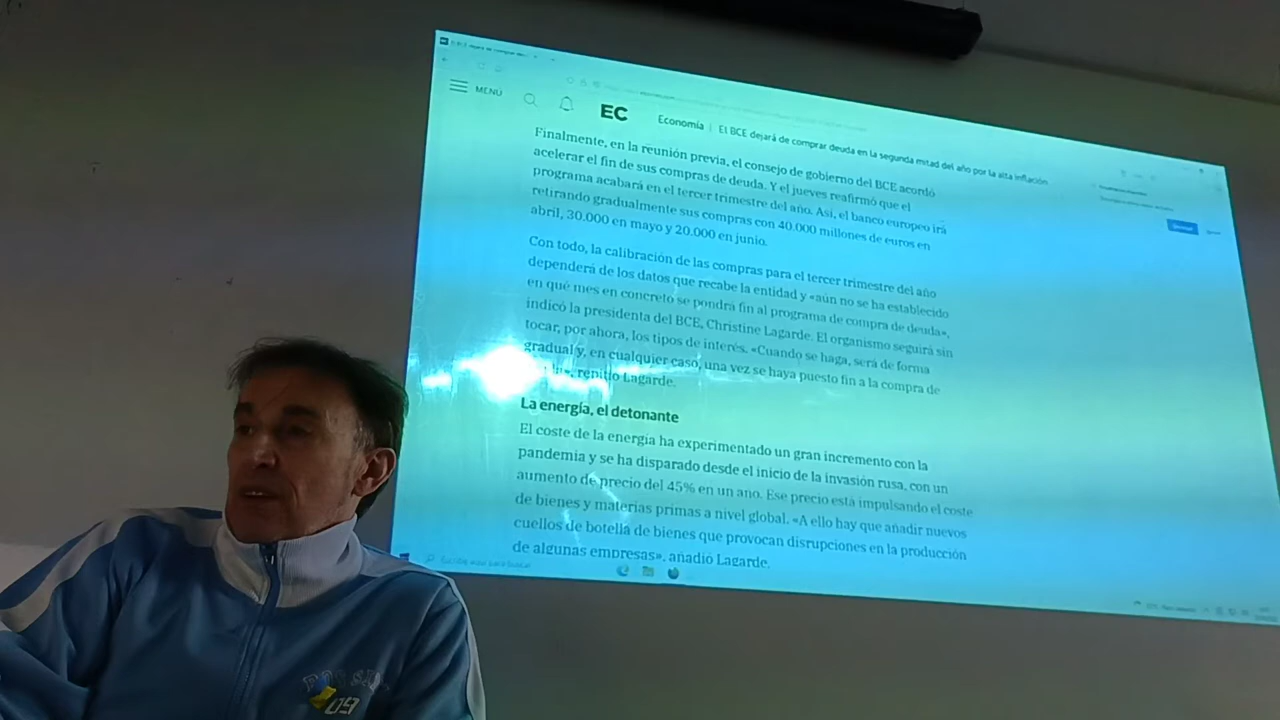 MENÚ
EC
Economía | El BCE dejará de comprar deuda en la segunda mitad del año por la alta inflación
Finalmente, en la reunión previa, el consejo de gobierno del BCE acordó
acelerar el fin de sus compras de deuda. Y el jueves reafirmó que el
programa acabará en el tercer trimestre del año. Así, el banco europeo irá
retirando gradualmente sus compras con 40.000 millones de euros en
abril, 30.000 en mayo y 20.000 en junio.
Con todo, la calibración de las compras para el tercer trimestre del año
dependerá de los datos que recabe la entidad y «aún no se ha establecido
en qué mes en concreto se pondrá fin al programa de compra de deuda»,
indicó la presidenta del BCE, Christine Lagarde. El organismo seguirá sin
tocar, por ahora, los tipos de interés. «Cuando se haga, será de forma
gradual y, en cualquier caso, una vez se haya puesto fin a la compra de
repitió Lagarde.
La energía, el detonante
El coste de la energía ha experimentado un gran incremento con la
pandemia y se ha disparado desde el inicio de la invasión rusa, con un
aumento de precio del 45% en un año. Ese precio está impulsando el coste
de bienes y materias primas a nivel global. «A ello hay que añadir nuevos
cuellos de botella de bienes que provocan disrupciones en la producción
de algunas empresas», añadió Lagarde.
09